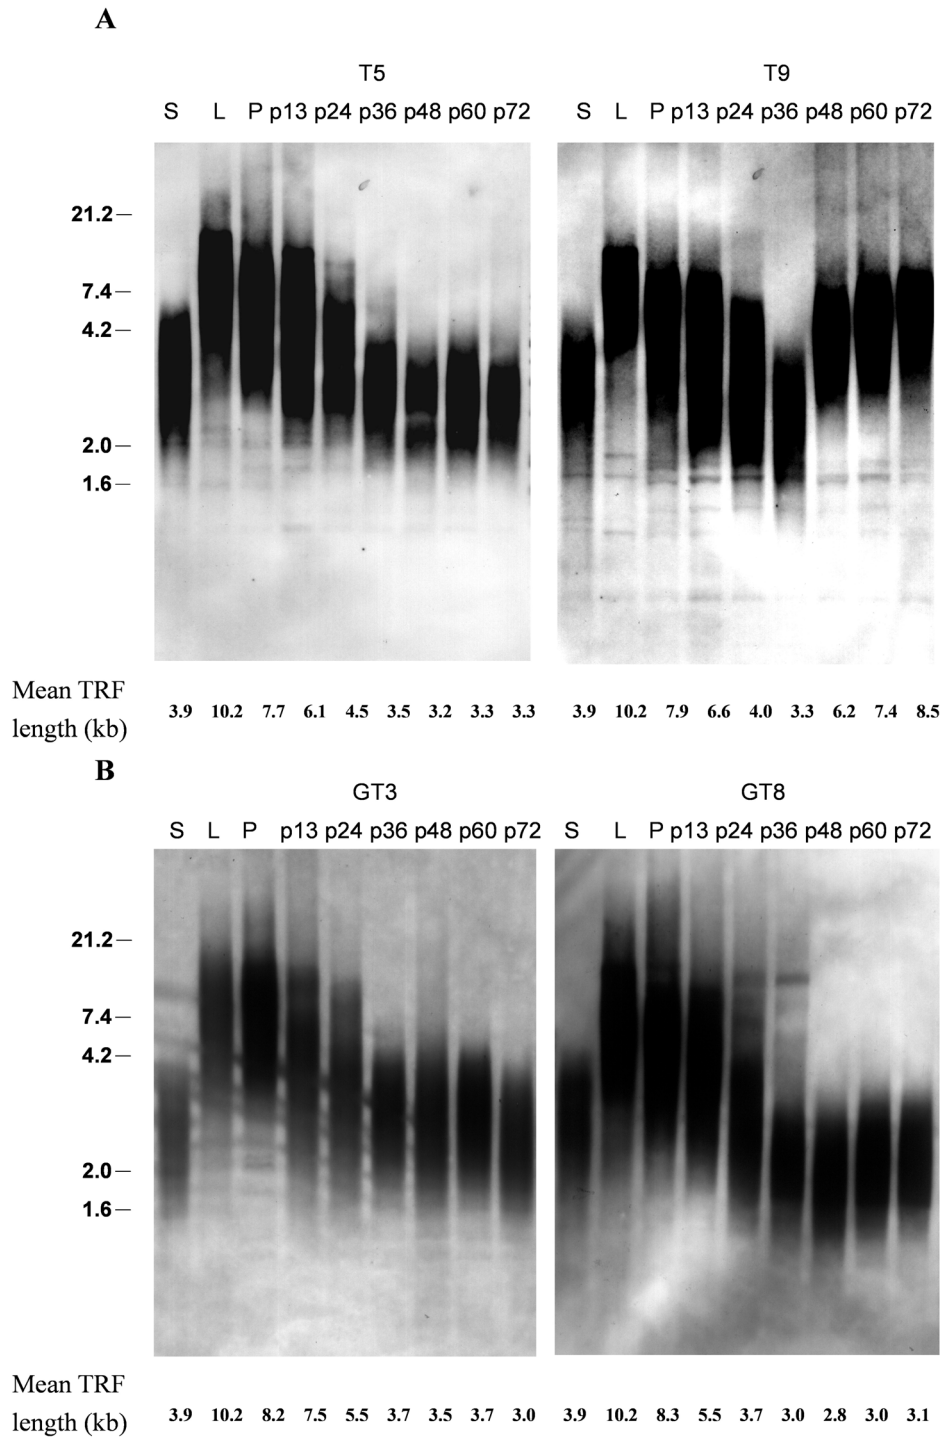 A
T5 T9
S L P p13 p24 p36 p48 p60 p72 S L P p13 p24 p36 p48 p60 p72
21.2
7.4
4.2
2.0
1.6
Mean TRF
length (kb) 3.9 10.2 7.7 6.1 4.5 3.5 3.2 3.3 3.3 3.9 10.2 7.9 6.6 4.0 3.3 6.2 7.4 8.5
B
GT3 GT8
S L P p13 p24 p36 p48 p60 p72 S L P p13 p24 p36 p48 p60 p72
21.2
7.4
4.2
2.0
1.6
Mean TRF
length (kb) 3.9 10.2 8.2 7.5 5.5 3.7 3.5 3.7 3.0 3.9 10.2 8.3 5.5 3.7 3.0 2.8 3.0 3.1